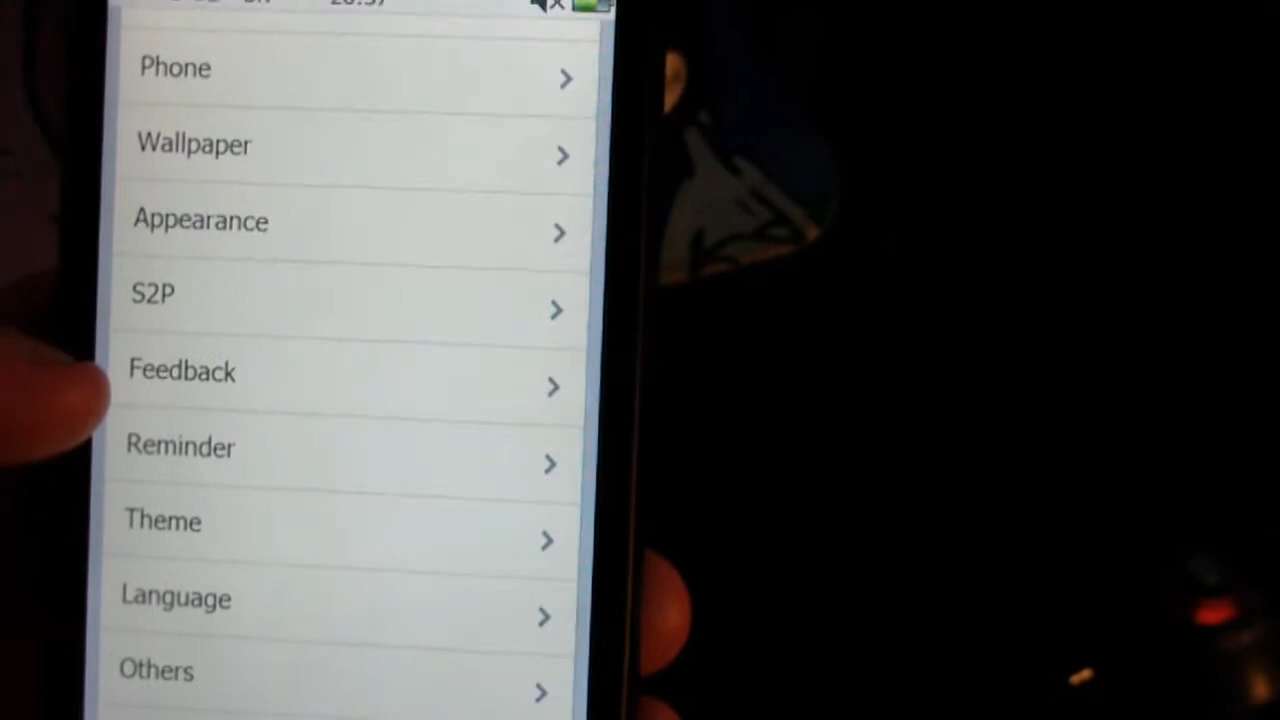 Phone
Wallpaper
Appearance
S2P
Feedback
Reminder
Theme
Language
Others